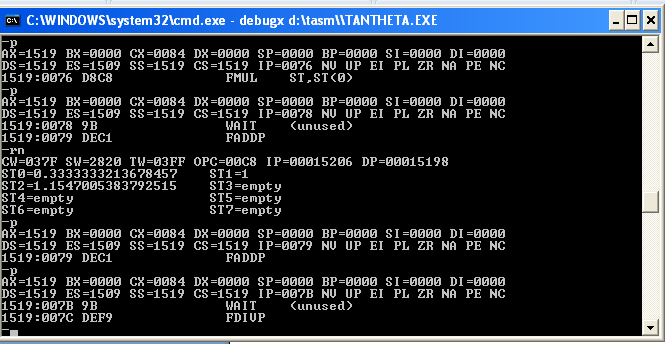 C:\WINDOWS\system32\cmd.exe - debugx d:\tasm\\TANTHETA.EXE
-p
AX=1519 BX=0000 CX=0084 DX=0000 SP=0000 BP=0000 SI=0000 DI=0000
DS=1519 ES=1509 SS=1519 CS=1519 IP=0076 NV UP EI PL ZR NA PE NC
1519:0076 D8C8 FMUL ST,ST(0)
-p
AX=1519 BX=0000 CX=0084 DX=0000 SP=0000 BP=0000 SI=0000 DI=0000
DS=1519 ES=1509 SS=1519 CS=1519 IP=0078 NV UP EI PL ZR NA PE NC
1519:0078 9B WAIT (unused)
1519:0079 DEC1 FADDP
-rn
CW=037F SW=2820 TW=03FF OPC=00C8 IP=00015206 DP=00015198
ST0=0.3333333213678457 ST1=1
ST2=1.1547005383792515 ST3=empty
ST4=empty ST5=empty
ST6=empty ST7=empty
-p
AX=1519 BX=0000 CX=0084 DX=0000 SP=0000 BP=0000 SI=0000 DI=0000
DS=1519 ES=1509 SS=1519 CS=1519 IP=0079 NV UP EI PL ZR NA PE NC
1519:0079 DEC1 FADDP
-p
AX=1519 BX=0000 CX=0084 DX=0000 SP=0000 BP=0000 SI=0000 DI=0000
DS=1519 ES=1509 SS=1519 CS=1519 IP=007B NV UP EI PL ZR NA PE NC
1519:007B 9B WAIT (unused)
1519:007C DEF9 FDIVP
-